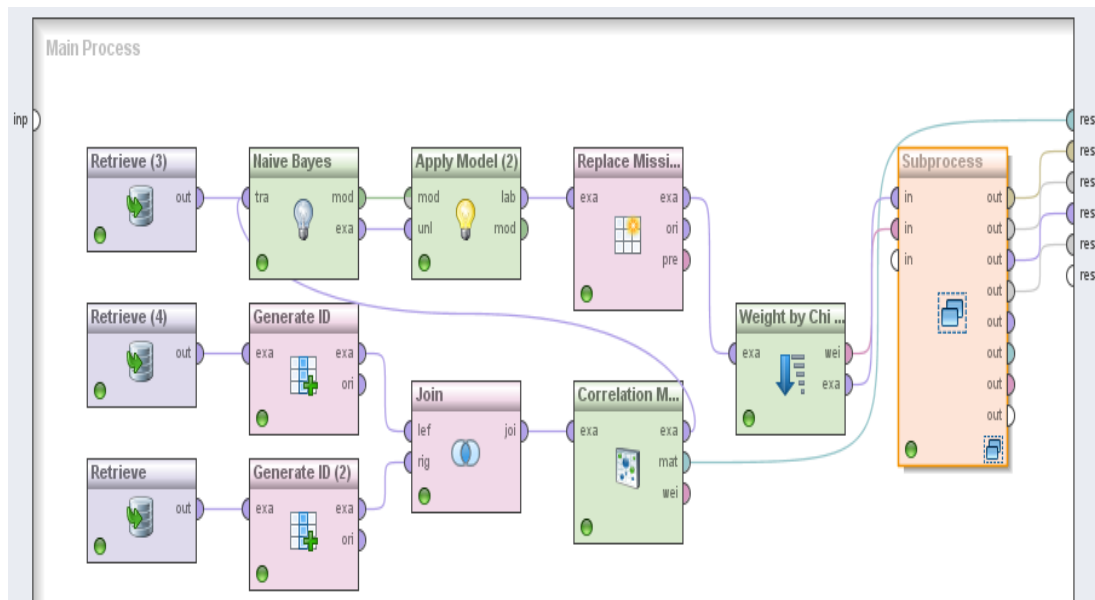 Main Process
inp
res
res
res
res
res
res
Retrieve (3)
out
Naive Bayes
tra
mod
exa
Apply Model (2)
mod
lab
unl
mod
Replace Missi...
exa
exa
ori
pre
Subprocess
in
out
in
out
in
out
out
out
out
out
out
Retrieve (4)
out
Generate ID
exa
exa
ori
Weight by Chi ...
exa
wei
exa
Join
lef
joi
rig
Correlation M...
exa
exa
mat
wei
Retrieve
out
Generate ID (2)
exa
exa
ori